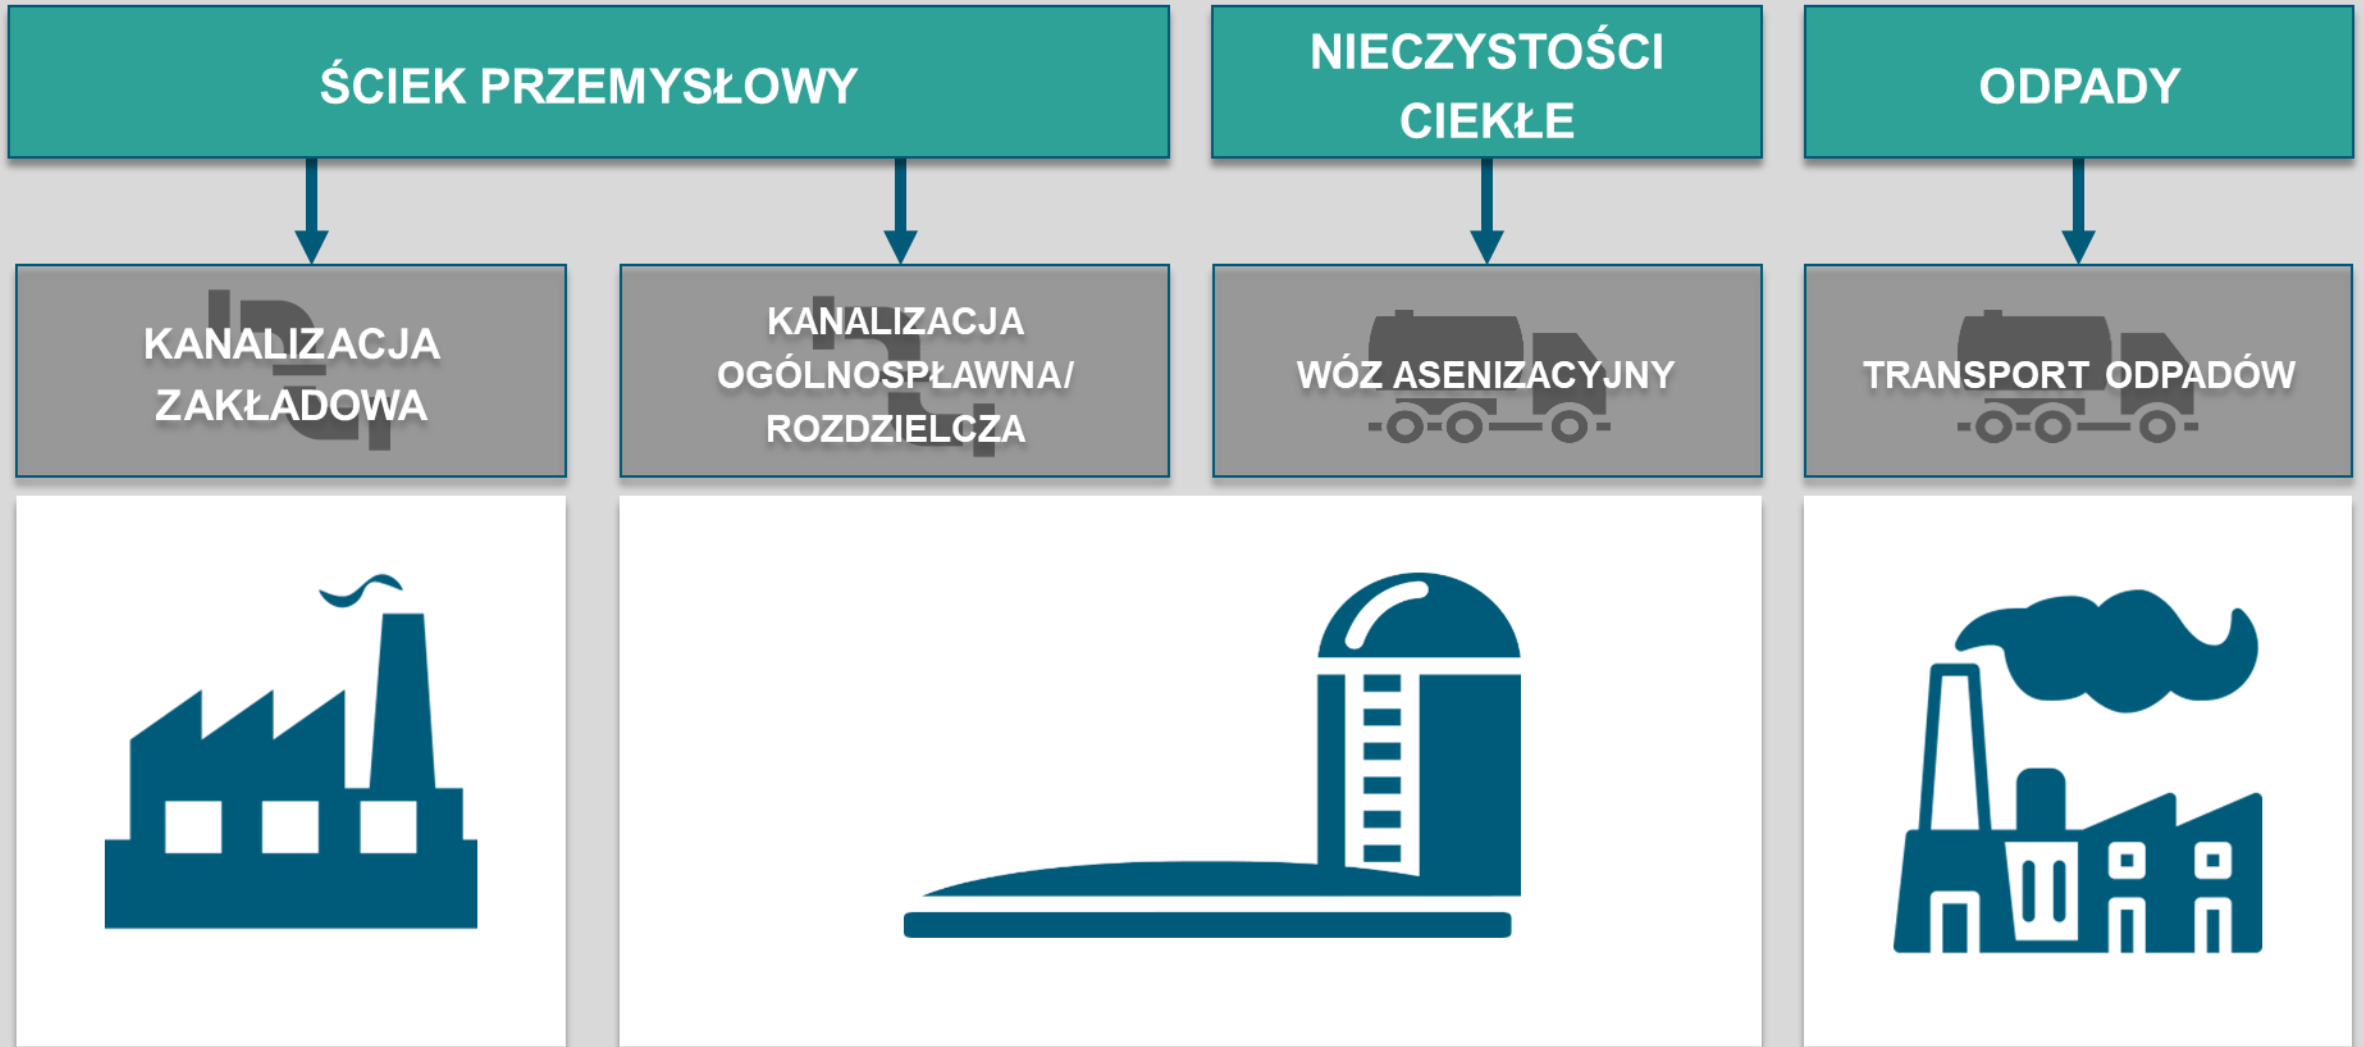 ŚCIEK PRZEMYSŁOWY
NIECZYSTOŚCI
CIEKŁE
ODPADY
KANALIZACJA
ZAKŁADOWA
KANALIZACJA
OGÓLNOSPŁAWNA/
ROZDZIELCZA
WÓZ ASENIZACYJNY
TRANSPORT ODPADÓW